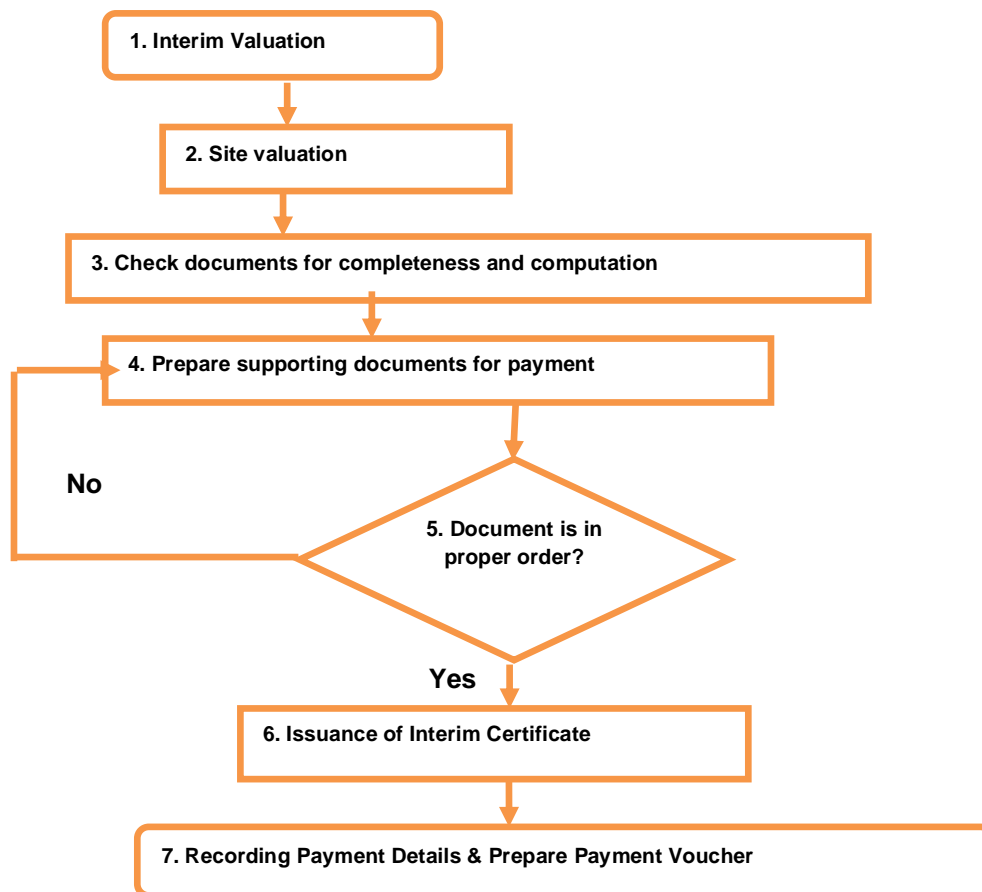 1. Interim Valuation
2. Site valuation
3. Check documents for completeness and computation
4. Prepare supporting documents for payment
No
5. Document is in
proper order?
Yes
6. Issuance of Interim Certificate
7. Recording Payment Details & Prepare Payment Voucher